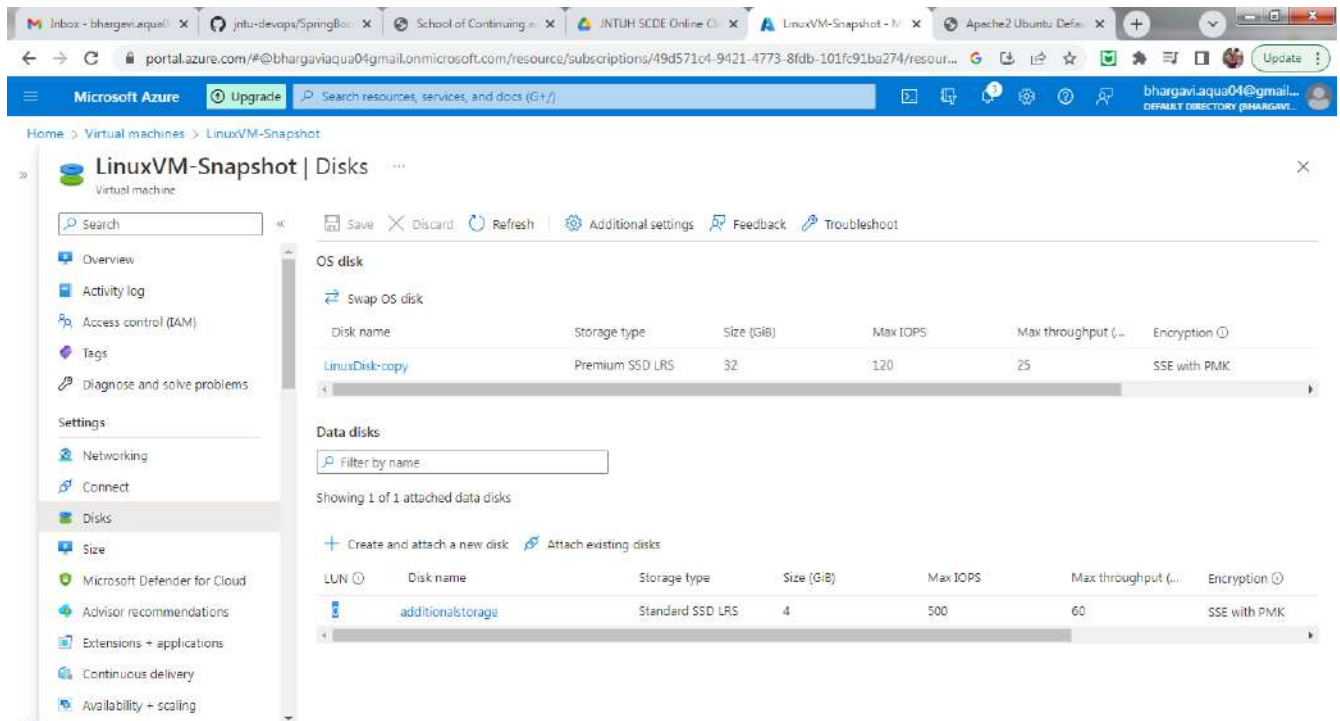 Inbox - bhargavi.aqua0
jntu-devops/SpringBoo
School of Continuing e
JNTUH SCDE Online Cl
LinuxVM-Snapshot - M
Apache2 Ubuntu Defau
portal.azure.com/#@bhargaviaqua04gmail.onmicrosoft.com/resource/subscriptions/49d571c4-9421-4773-8fdb-101fc91ba274/resour...
Update
Microsoft Azure
Upgrade
Search resources, services, and docs (G+/)
3
bhargavi.aqua04@gmail...
DEFAULT DIRECTORY (BHARGAVI...
Home > Virtual machines > LinuxVM-Snapshot
LinuxVM-Snapshot | Disks ...
Virtual machine
Search
Overview
Activity log
Access control (IAM)
Tags
Diagnose and solve problems
Settings
Networking
Connect
Disks
Size
Microsoft Defender for Cloud
Advisor recommendations
Extensions + applications
Continuous delivery
Availability + scaling
Save Discard Refresh Additional settings Feedback Troubleshoot
OS disk
Swap OS disk
Disk name Storage type Size (GiB) Max IOPS Max throughput (... Encryption
LinuxDisk-copy Premium SSD LRS 32 120 25 SSE with PMK
Data disks
Filter by name
Showing 1 of 1 attached data disks
Create and attach a new disk Attach existing disks
LUN Disk name Storage type Size (GiB) Max IOPS Max throughput (... Encryption
0 additionalstorage Standard SSD LRS 4 500 60 SSE with PMK